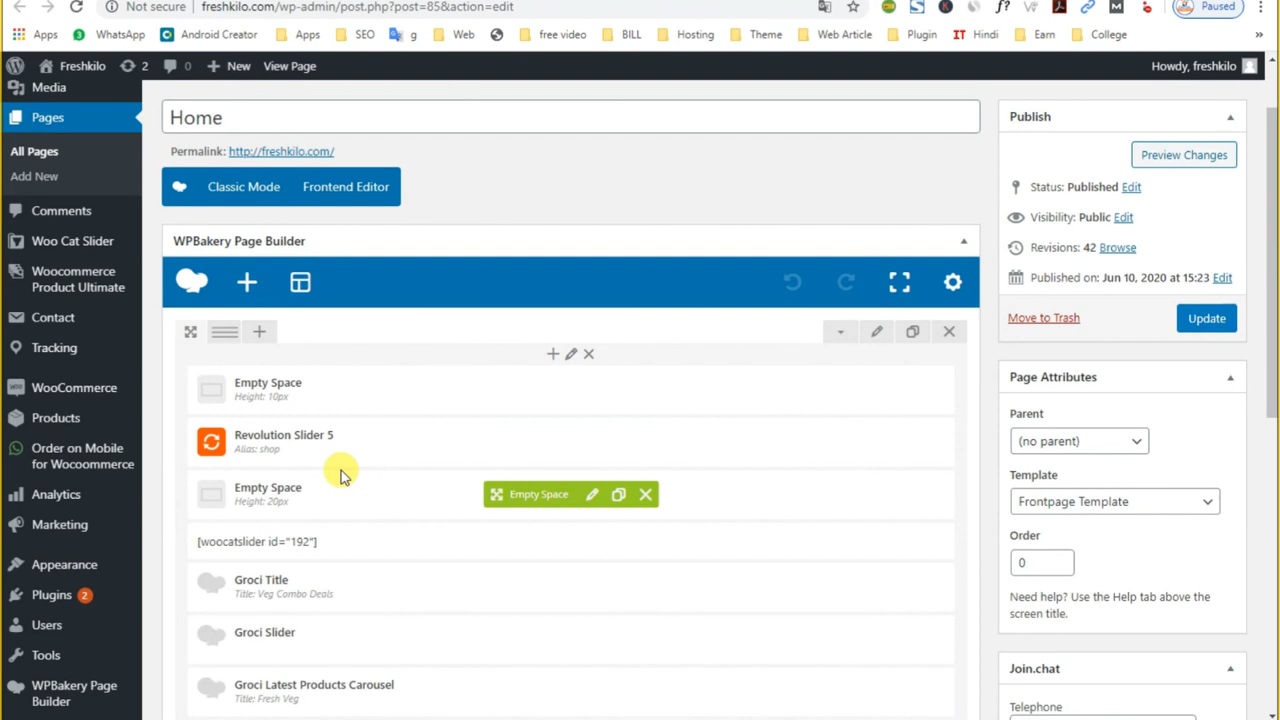 Not secure | freshkilo.com/wp-admin/post.php?post=85&action=edit
Paused
Apps WhatsApp Android Creator Apps SEO g Web free video BILL Hosting Theme Web Article Plugin IT Hindi Earn College »
Freshkilo 2 0 + New View Page Howdy, freshkilo
Media
Pages
All Pages
Add New
Comments
Woo Cat Slider
Woocommerce
Product Ultimate
Contact
Tracking
WooCommerce
Products
Order on Mobile
for Wocoommerce
Analytics
Marketing
Appearance
Plugins 2
Users
Tools
WPBakery Page
Builder
Home
Permalink: http://freshkilo.com/
Classic Mode Frontend Editor
WPBakery Page Builder
Empty Space
Height: 10px
Revolution Slider 5
Alias: shop
Empty Space
Height: 20px
Empty Space
[woocatslider id="192"]
Groci Title
Title: Veg Combo Deals
Groci Slider
Groci Latest Products Carousel
Title: Fresh Veg
Publish
Preview Changes
Status: Published Edit
Visibility: Public Edit
Revisions: 42 Browse
Published on: Jun 10, 2020 at 15:23 Edit
Move to Trash Update
Page Attributes
Parent
(no parent)
Template
Frontpage Template
Order
0
Need help? Use the Help tab above the
screen title.
Join.chat
Telephone